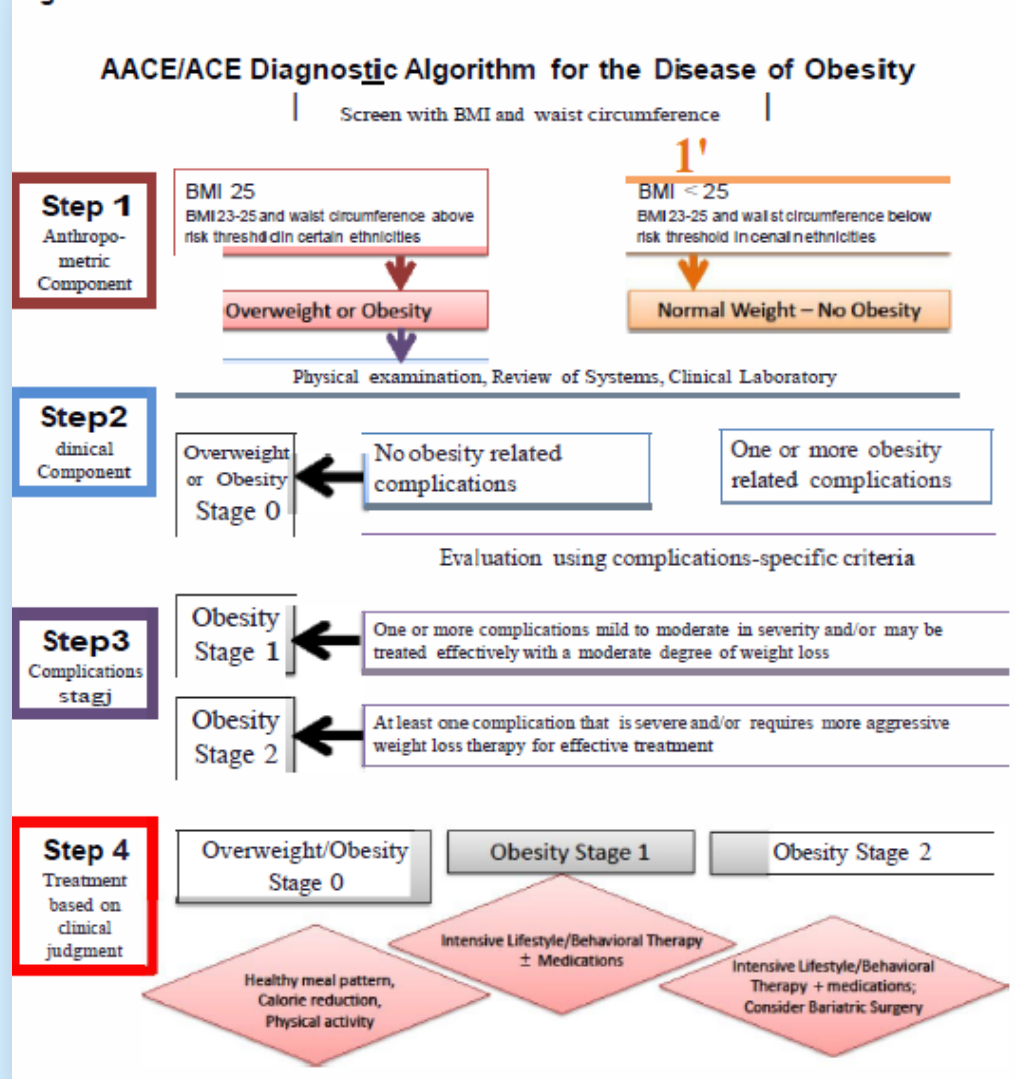 AACE/ACE Diagnostic Algorithm for the Disease of Obesity
Screen with BMI and waist circumference
1'
Step 1
Anthropo-
metric
Component
BMI 25
BMI 23-25 and waist circumference above
risk threshdclin certain ethnicities
BMI < 25
BMI 23-25 and wai st circumference below
risk threshold in cenal n ethnicities
Overweight or Obesity
Normal Weight – No Obesity
Physical examination, Review of Systems, Clinical Laboratory
Step2
dinical
Component
Overweight
or Obesity
Stage 0
No obesity related
complications
One or more obesity
related complications
Evaluation using complications-specific criteria
Step3
Complications
stagj
Obesity
Stage 1
One or more complications mild to moderate in severity and/or may be
treated effectively with a moderate degree of weight loss
Obesity
Stage 2
At least one complication that is severe and/or requires more aggressive
weight loss therapy for effective treatment
Step 4
Treatment
based on
clinical
judgment
Overweight/Obesity
Stage 0
Obesity Stage 1
Obesity Stage 2
Healthy meal pattern,
Calorie reduction,
Physical activity
Intensive Lifestyle/Behavioral Therapy
± Medications
Intensive Lifestyle/Behavioral
Therapy + medications;
Consider Bariatric Surgery